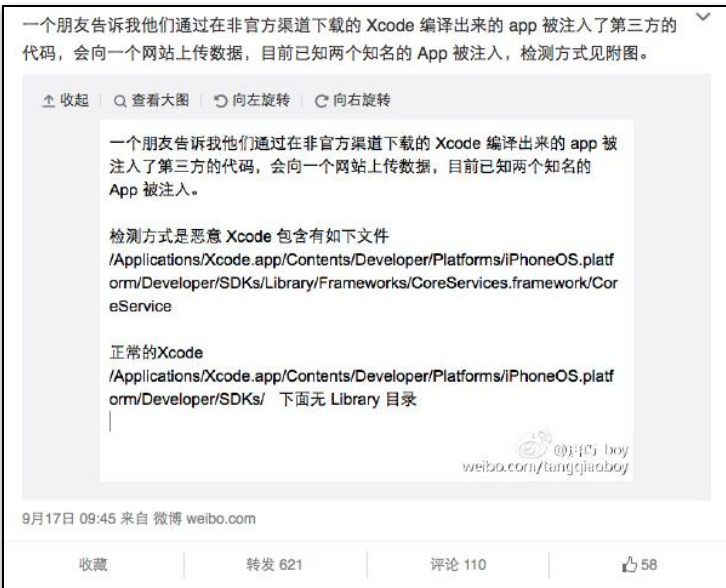 一个朋友告诉我他们通过在非官方渠道下载的 Xcode 编译出来的 app 被注入了第三方的
代码，会向一个网站上传数据，目前已知两个知名的 App 被注入，检测方式见附图。
收起 查看大图 向左旋转 向右旋转
一个朋友告诉我他们通过在非官方渠道下载的 Xcode 编译出来的 app 被
注入了第三方的代码，会向一个网站上传数据，目前已知两个知名的
App 被注入。
检测方式是恶意 Xcode 包含有如下文件
/Applications/Xcode.app/Contents/Developer/Platforms/iPhoneOS.platf
orm/Developer/SDKs/Library/Frameworks/CoreServices.framework/Cor
eService
正常的Xcode
/Applications/Xcode.app/Contents/Developer/Platforms/iPhoneOS.platf
orm/Developer/SDKs/ 下面无 Library 目录
boy
weibo.com/tangqiaoboy
9月17日 09:45 来自 微博 weibo.com
收藏 转发 621 评论 110 58